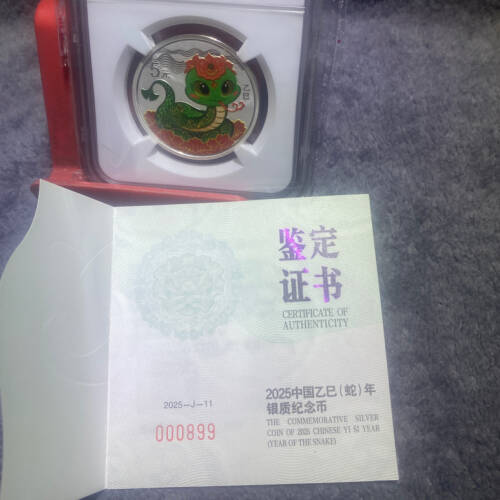 5元
乙巳
鉴定
证书
CERTIFICATE OF
AUTHENTICITY
2025中国乙巳（蛇）年
银质纪念币
THE COMMEMORATIVE SILVER
COIN OF 2025 CHINESE YI SI YEAR
(YEAR OF THE SNAKE)
2025-J-11
000899